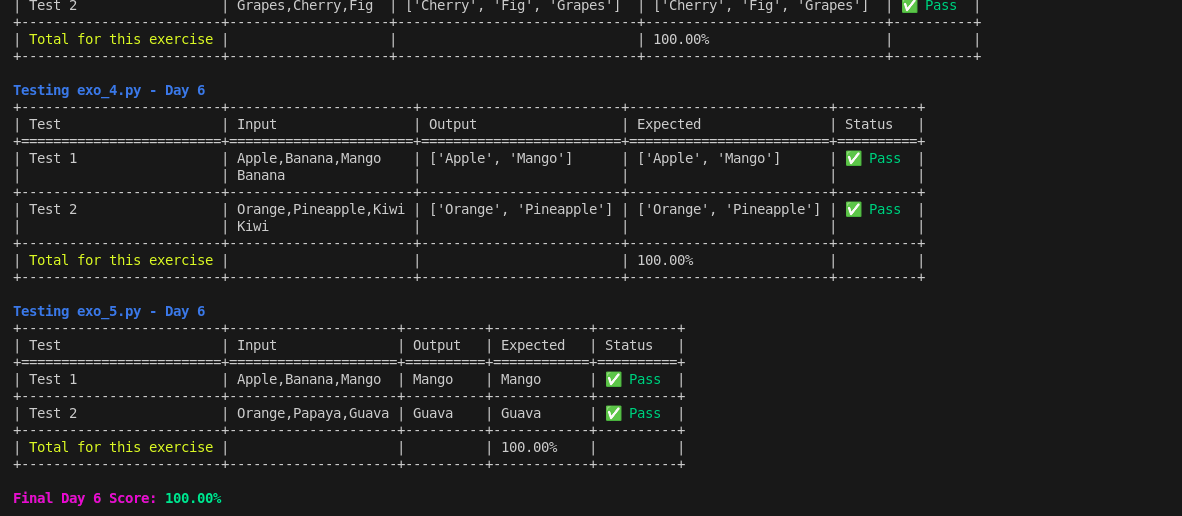 | Test 2                 | Grapes,Cherry,Fig  | ['Cherry', 'Fig', 'Grapes']  | ['Cherry', 'Fig', 'Grapes']  | ✅ Pass  |
+-------------------------+--------------------+------------------------------+------------------------------+----------+
| Total for this exercise |                    |                              | 100.00%                      |          |
+-------------------------+--------------------+------------------------------+------------------------------+----------+
Testing exo_4.py - Day 6
+-------------------------+-----------------------+-------------------------+-------------------------+----------+
| Test                    | Input                 | Output                  | Expected                | Status   |
+=========================+=======================+=========================+=========================+==========+
| Test 1                  | Apple,Banana,Mango    | ['Apple', 'Mango']      | ['Apple', 'Mango']      | ✅ Pass  |
|                         | Banana                |                         |                         |          |
+-------------------------+-----------------------+-------------------------+-------------------------+----------+
| Test 2                  | Orange,Pineapple,Kiwi | ['Orange', 'Pineapple'] | ['Orange', 'Pineapple'] | ✅ Pass  |
|                         | Kiwi                  |                         |                         |          |
+-------------------------+-----------------------+-------------------------+-------------------------+----------+
| Total for this exercise |                       |                         | 100.00%                 |          |
+-------------------------+-----------------------+-------------------------+-------------------------+----------+
Testing exo_5.py - Day 6
+-------------------------+---------------------+----------+------------+----------+
| Test                    | Input               | Output   | Expected   | Status   |
+=========================+=====================+==========+============+==========+
| Test 1                  | Apple,Banana,Mango  | Mango    | Mango      | ✅ Pass  |
+-------------------------+---------------------+----------+------------+----------+
| Test 2                  | Orange,Papaya,Guava | Guava    | Guava      | ✅ Pass  |
+-------------------------+---------------------+----------+------------+----------+
| Total for this exercise |                     |          | 100.00%    |          |
+-------------------------+---------------------+----------+------------+----------+
Final Day 6 Score: 100.00%